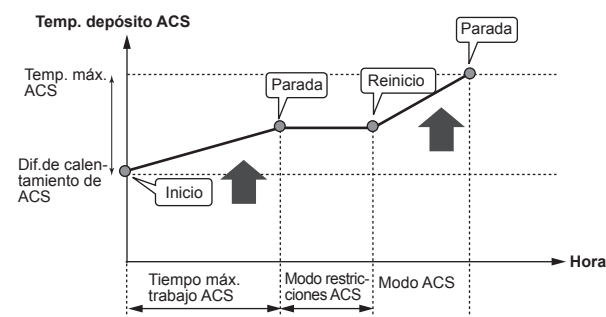 Temp. depósito ACS
Parada
Temp. máx.
ACS
Parada
Reinicio
Dif.de calen-
tamiento de
ACS
Inicio
Hora
Tiempo máx.
trabajo ACS
Modo restric-
ciones ACS
Modo ACS